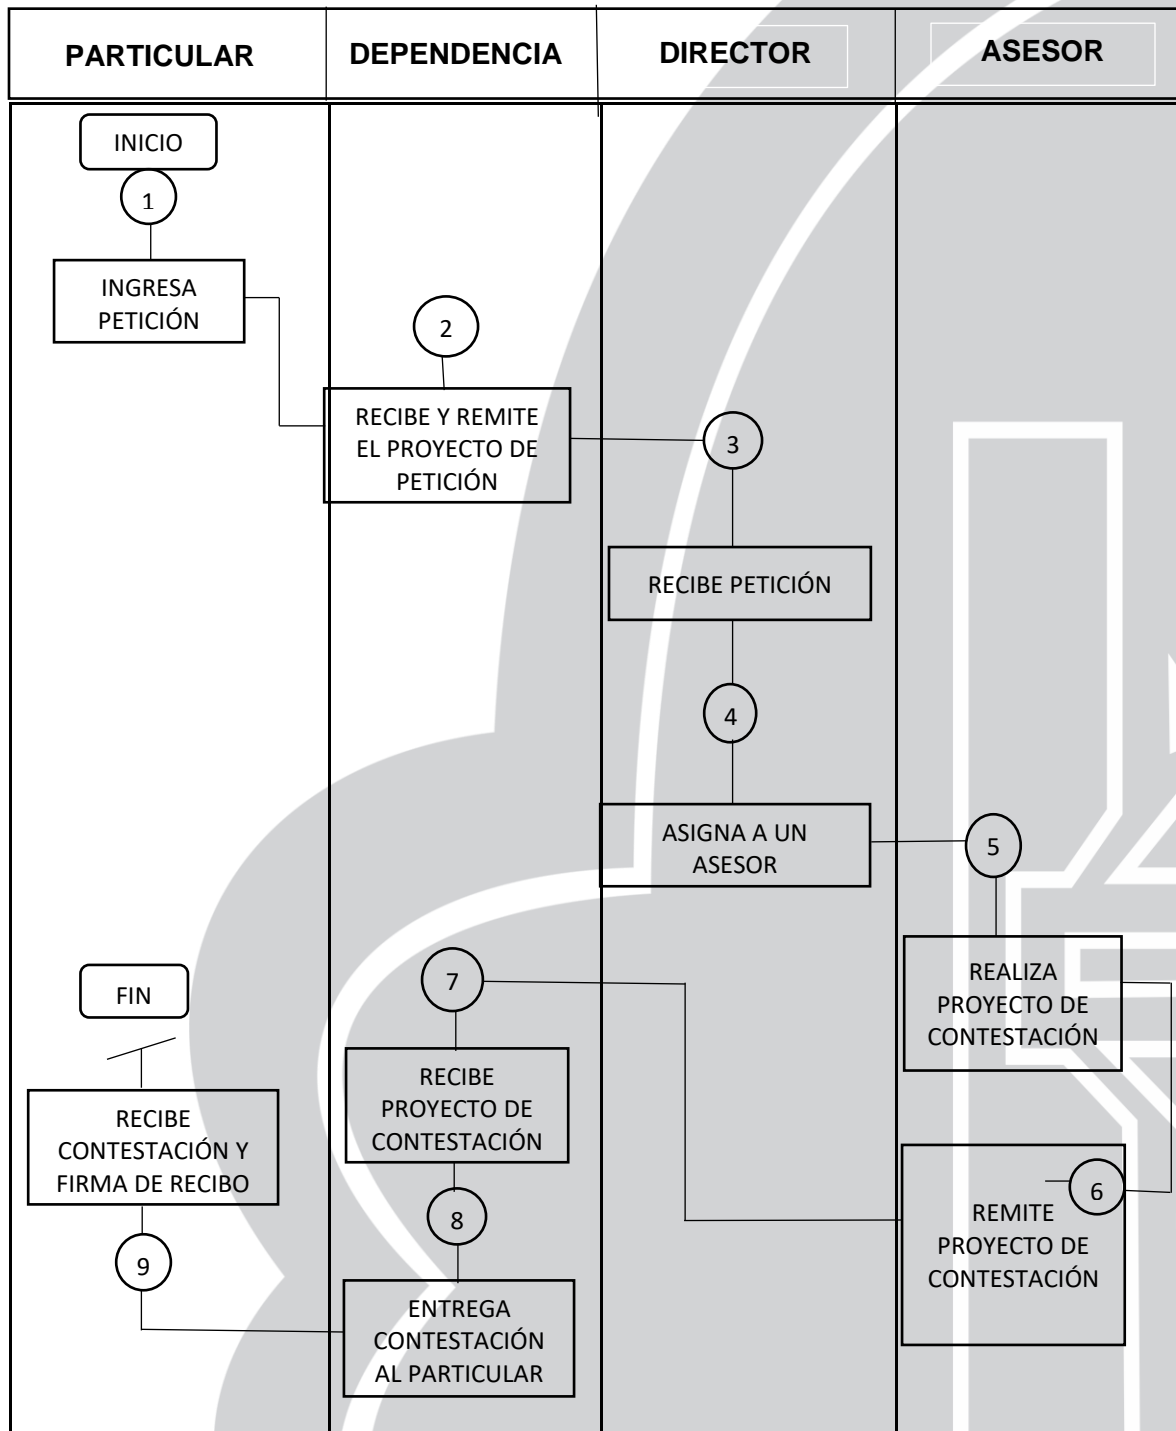 PARTICULAR DEPENDENCIA DIRECTOR ASESOR
INICIO
1
INGRESA
PETICIÓN
2
RECIBE Y REMITE
EL PROYECTO DE
PETICIÓN
3
RECIBE PETICIÓN
4
ASIGNA A UN
ASESOR
5
REALIZA
PROYECTO DE
CONTESTACIÓN
6
REMITE
PROYECTO DE
CONTESTACIÓN
7
RECIBE
PROYECTO DE
CONTESTACIÓN
8
ENTREGA
CONTESTACIÓN
AL PARTICULAR
9
RECIBE
CONTESTACIÓN Y
FIRMA DE RECIBO
FIN